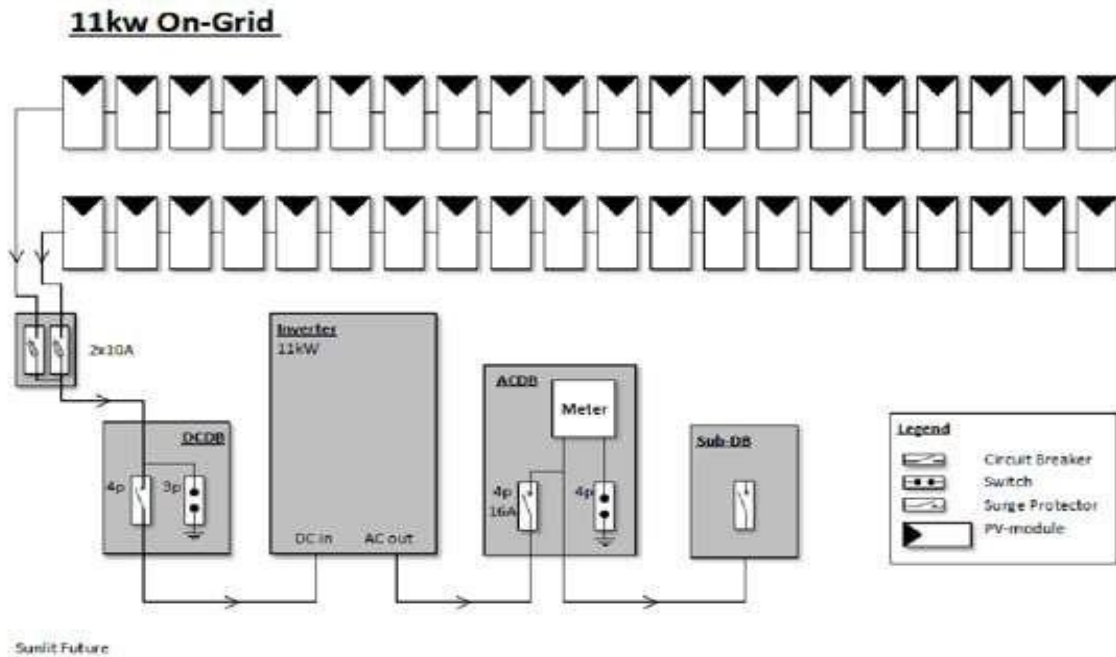 11kw On-Grid
2x10A
Inverter
11kW
DC in
AC out
DCDB
4p
3p
ACDB
Meter
4p
16A
4p
Sub-DB
Legend
Circuit Breaker
Switch
Surge Protector
PV-module
Sunlit Future